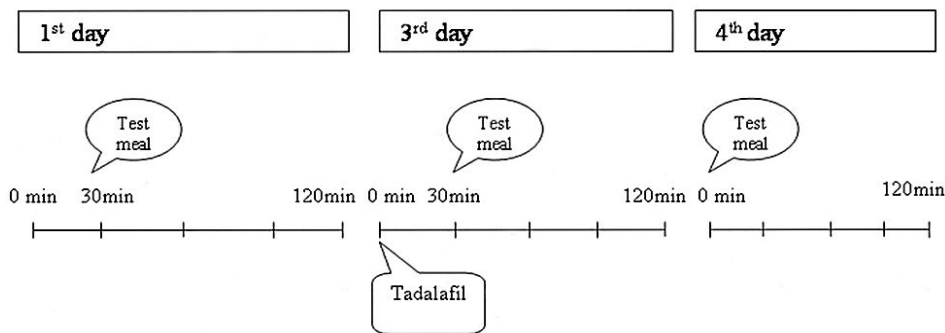 1st day
3rd day
4th day
Test
meal
Test
meal
Test
meal
0 min 30min 120min
0 min 30min 120min
0 min 120min
Tadalafil